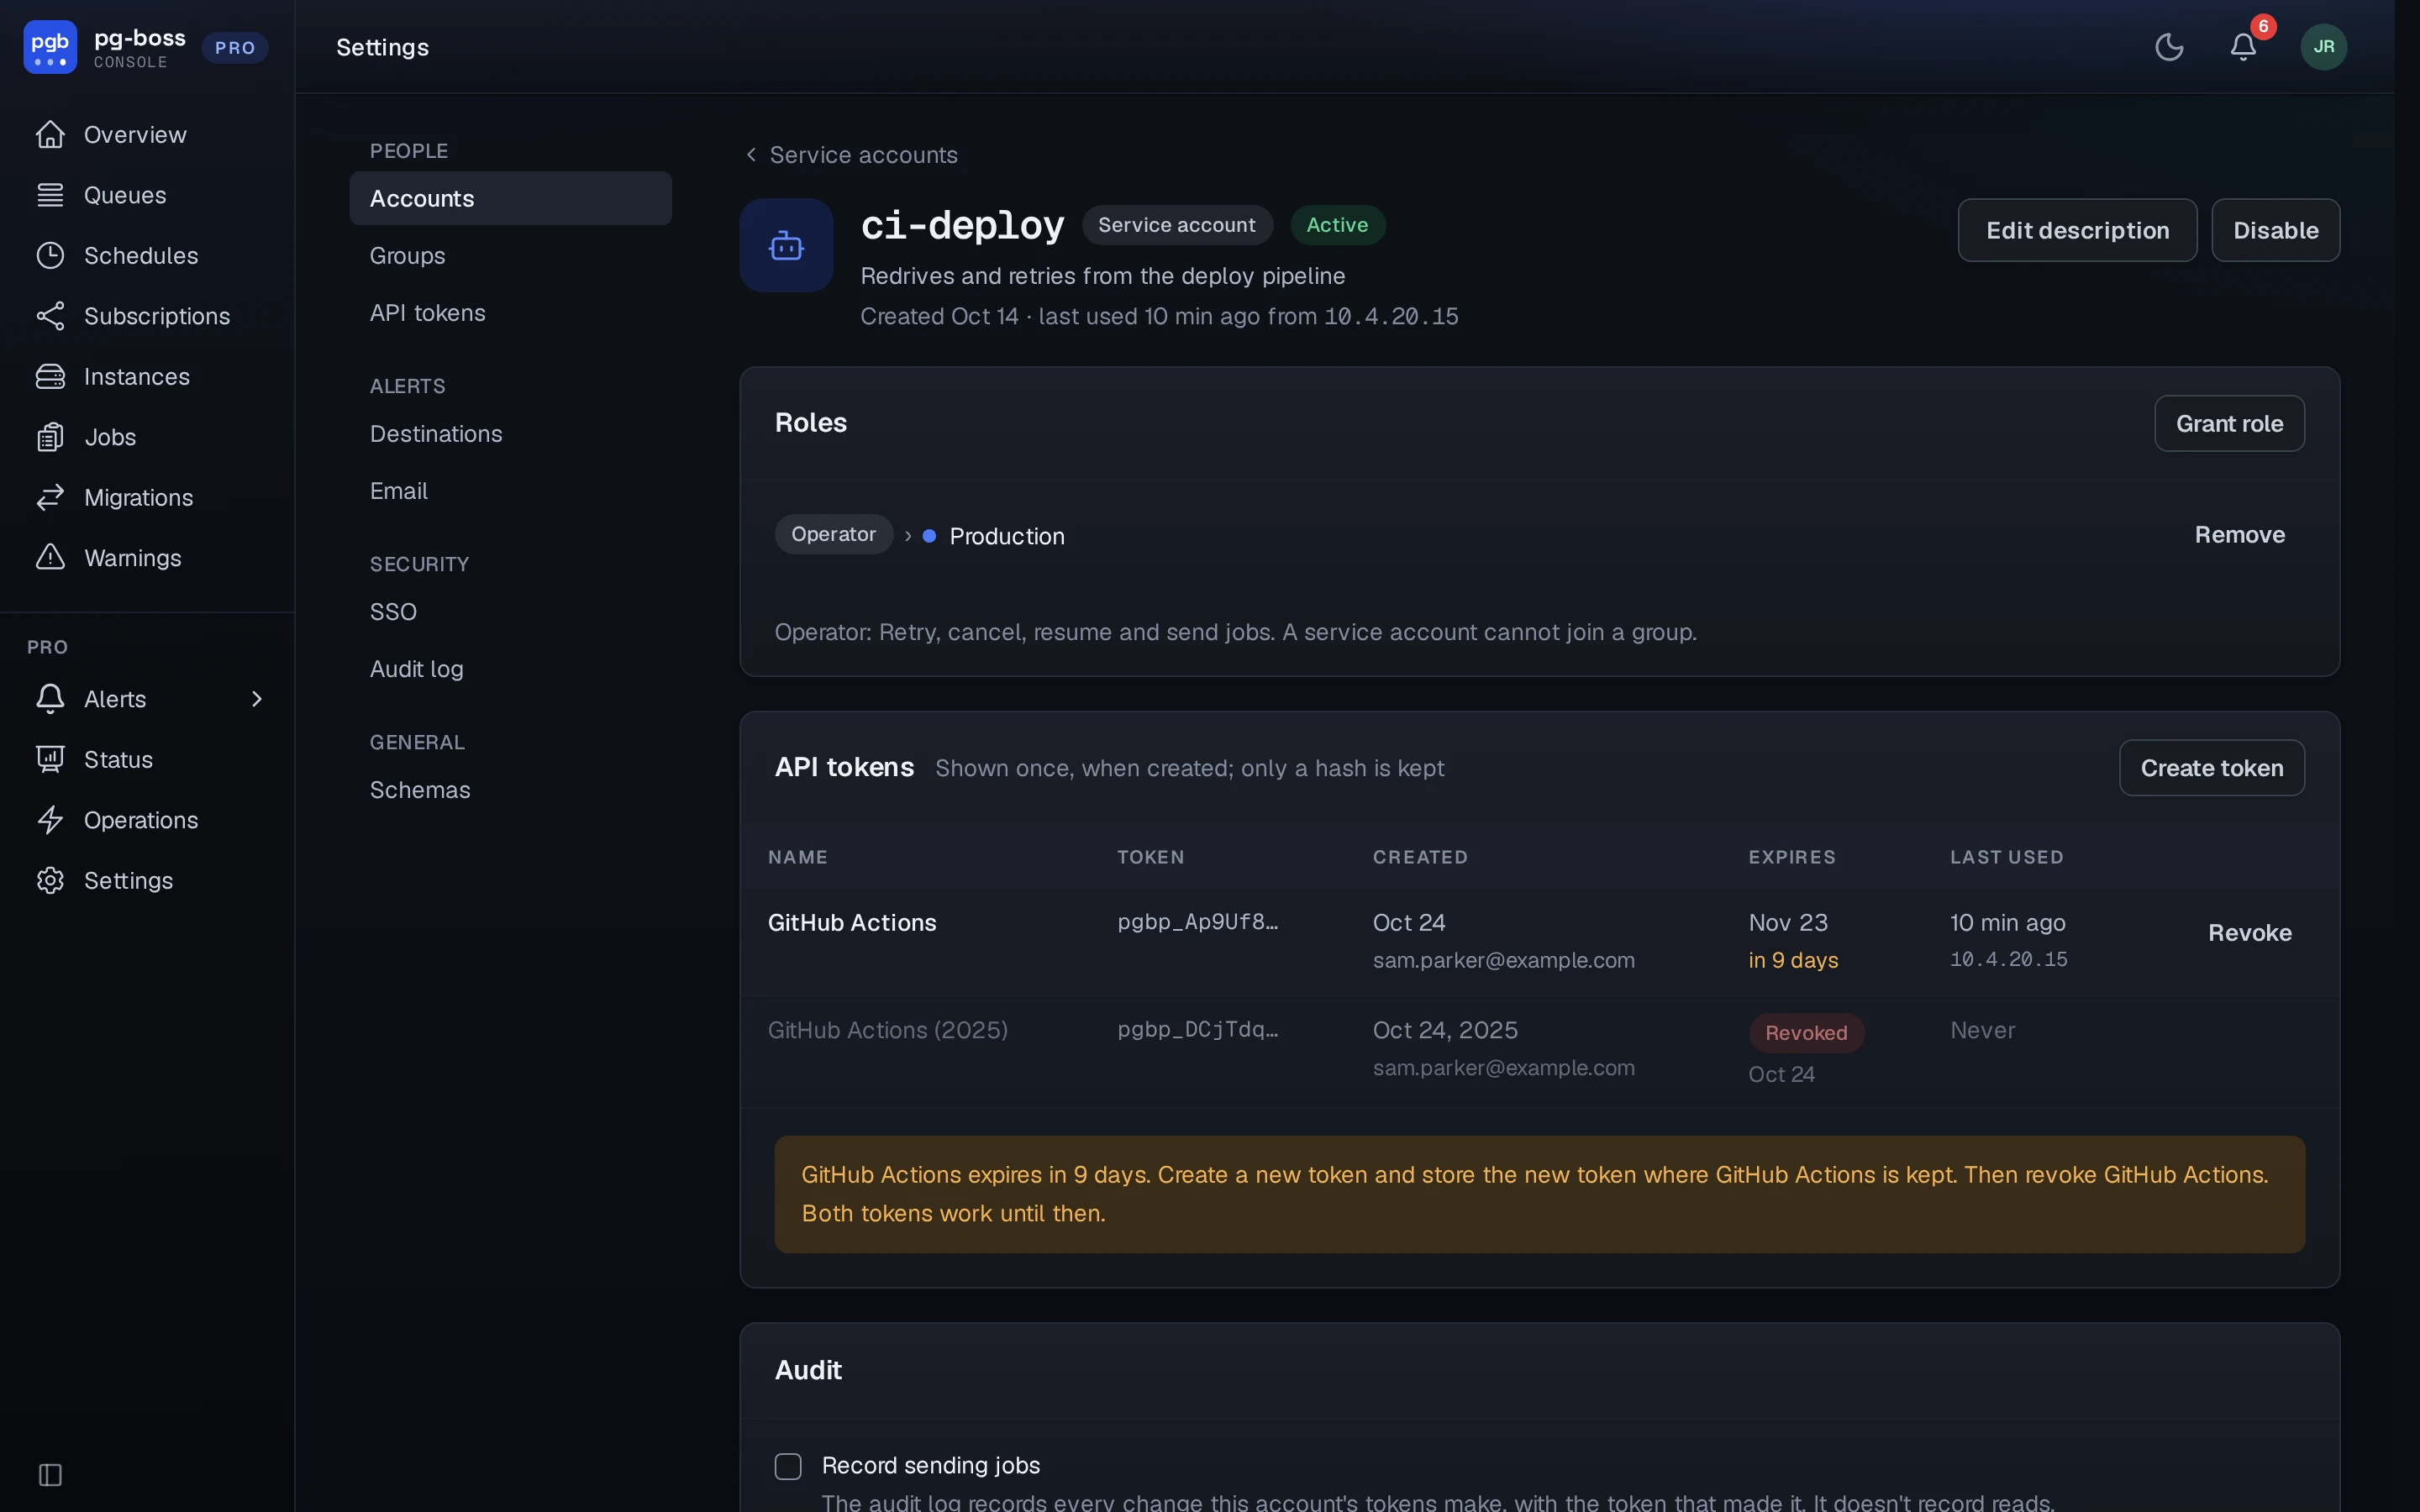 pgb
pg-boss
CONSOLE
PRO
Settings
6
JR
Overview
Queues
Schedules
Subscriptions
Instances
Jobs
Migrations
Warnings
PRO
Alerts
Status
Operations
Settings
PEOPLE
Accounts
Groups
API tokens
ALERTS
Destinations
Email
SECURITY
SSO
Audit log
GENERAL
Schemas
Service accounts
ci-deploy Service account Active
Edit description Disable
Redrives and retries from the deploy pipeline
Created Oct 14 · last used 10 min ago from 10.4.20.15
Roles Grant role
Operator › Production Remove
Operator: Retry, cancel, resume and send jobs. A service account cannot join a group.
API tokens Shown once, when created; only a hash is kept Create token
NAME TOKEN CREATED EXPIRES LAST USED
GitHub Actions pgbp_Ap9Uf8… Oct 24 Nov 23 10 min ago Revoke
sam.parker@example.com in 9 days 10.4.20.15
GitHub Actions (2025) pgbp_DCjTdq… Oct 24, 2025 Revoked Never
sam.parker@example.com Oct 24
GitHub Actions expires in 9 days. Create a new token and store the new token where GitHub Actions is kept. Then revoke GitHub Actions.
Both tokens work until then.
Audit
Record sending jobs
The audit log records every change this account's tokens make, with the token that made it. It doesn't record reads.